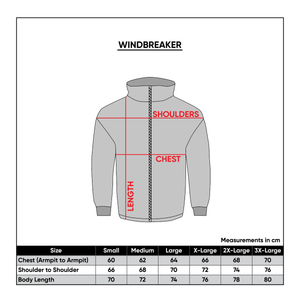 WINDBREAKER
SHOULDERS
CHEST
LENGTH
Measurements in cm
Size Small Medium Large X-Large 2X-Large 3X-Large
Chest (Armpit to Armpit) 60 62 64 66 68 70
Shoulder to Shoulder 66 68 70 72 74 76
Body Length 70 72 74 76 78 80